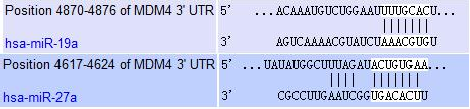 Position 4870-4876 of MDM4 3' UTR 5' ...ACAAAUGUCUGGAAUUUUGCACU...
hsa-miR-19a 3' AGUCAAAACGUAUCUAAACGUGU
Position 4617-4624 of MDM4 3' UTR 5' ...UAUAUGGCUUUAGAUACUGUGAA...
hsa-miR-27a 3' CGCCUUGAAUCGGUGACACUU